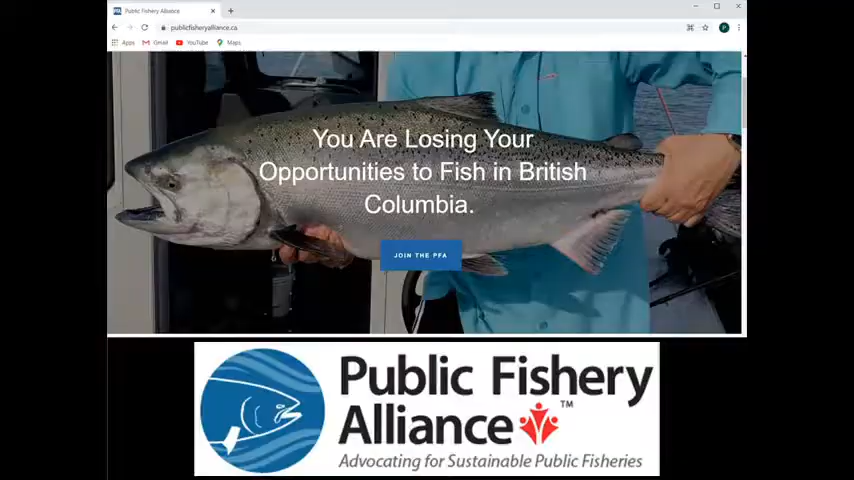 Public Fishery Alliance
publicfisheryalliance.ca
P
Apps
Gmail
YouTube
Maps
You Are Losing Your
Opportunities to Fish in British
Columbia.
JOIN THE PFA
Public Fishery
Alliance TM
Advocating for Sustainable Public Fisheries